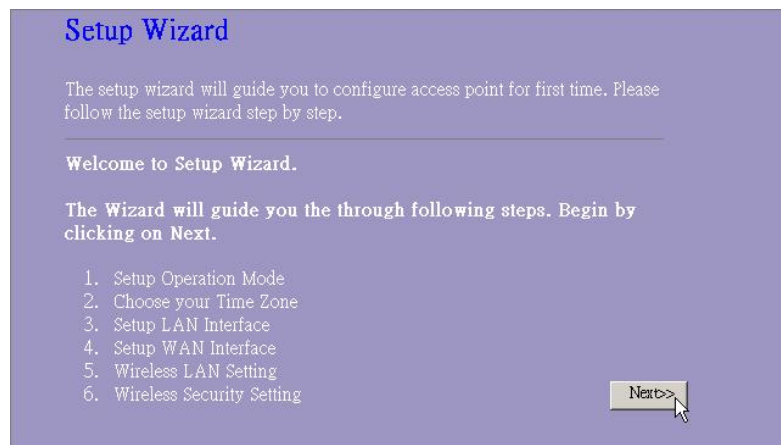 Setup Wizard
The setup wizard will guide you to configure access point for first time. Please
follow the setup wizard step by step.
Welcome to Setup Wizard.
The Wizard will guide you the through following steps. Begin by
clicking on Next.
1. Setup Operation Mode
2. Choose your Time Zone
3. Setup LAN Interface
4. Setup WAN Interface
5. Wireless LAN Setting
6. Wireless Security Setting
Next>>